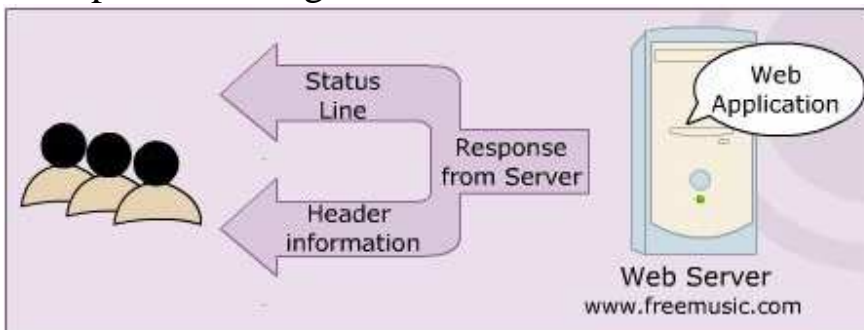 Status
Line
Response
from Server
Header
information
Web
Application
Web Server
www.freemusic.com